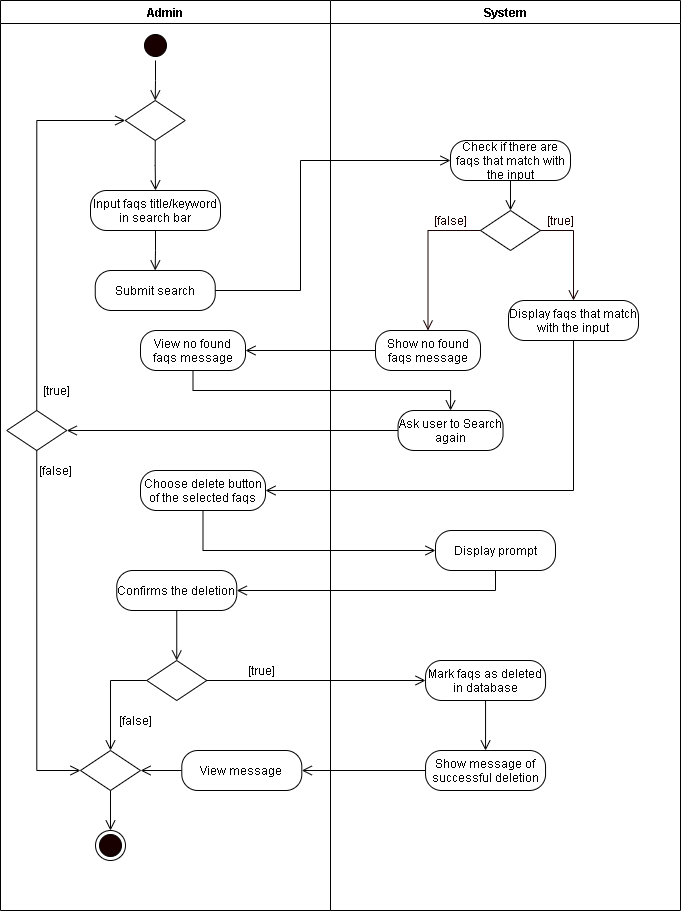 Admin
System
Check if there are
faqs that match with
the input
Input faqs title/keyword
in search bar
[false]
[true]
Submit search
Display faqs that match
with the input
View no found
faqs message
Show no found
faqs message
[true]
Ask user to Search
again
[false]
Choose delete button
of the selected faqs
Display prompt
Confirms the deletion
[true]
Mark faqs as deleted
in database
[false]
View message
Show message of
successful deletion